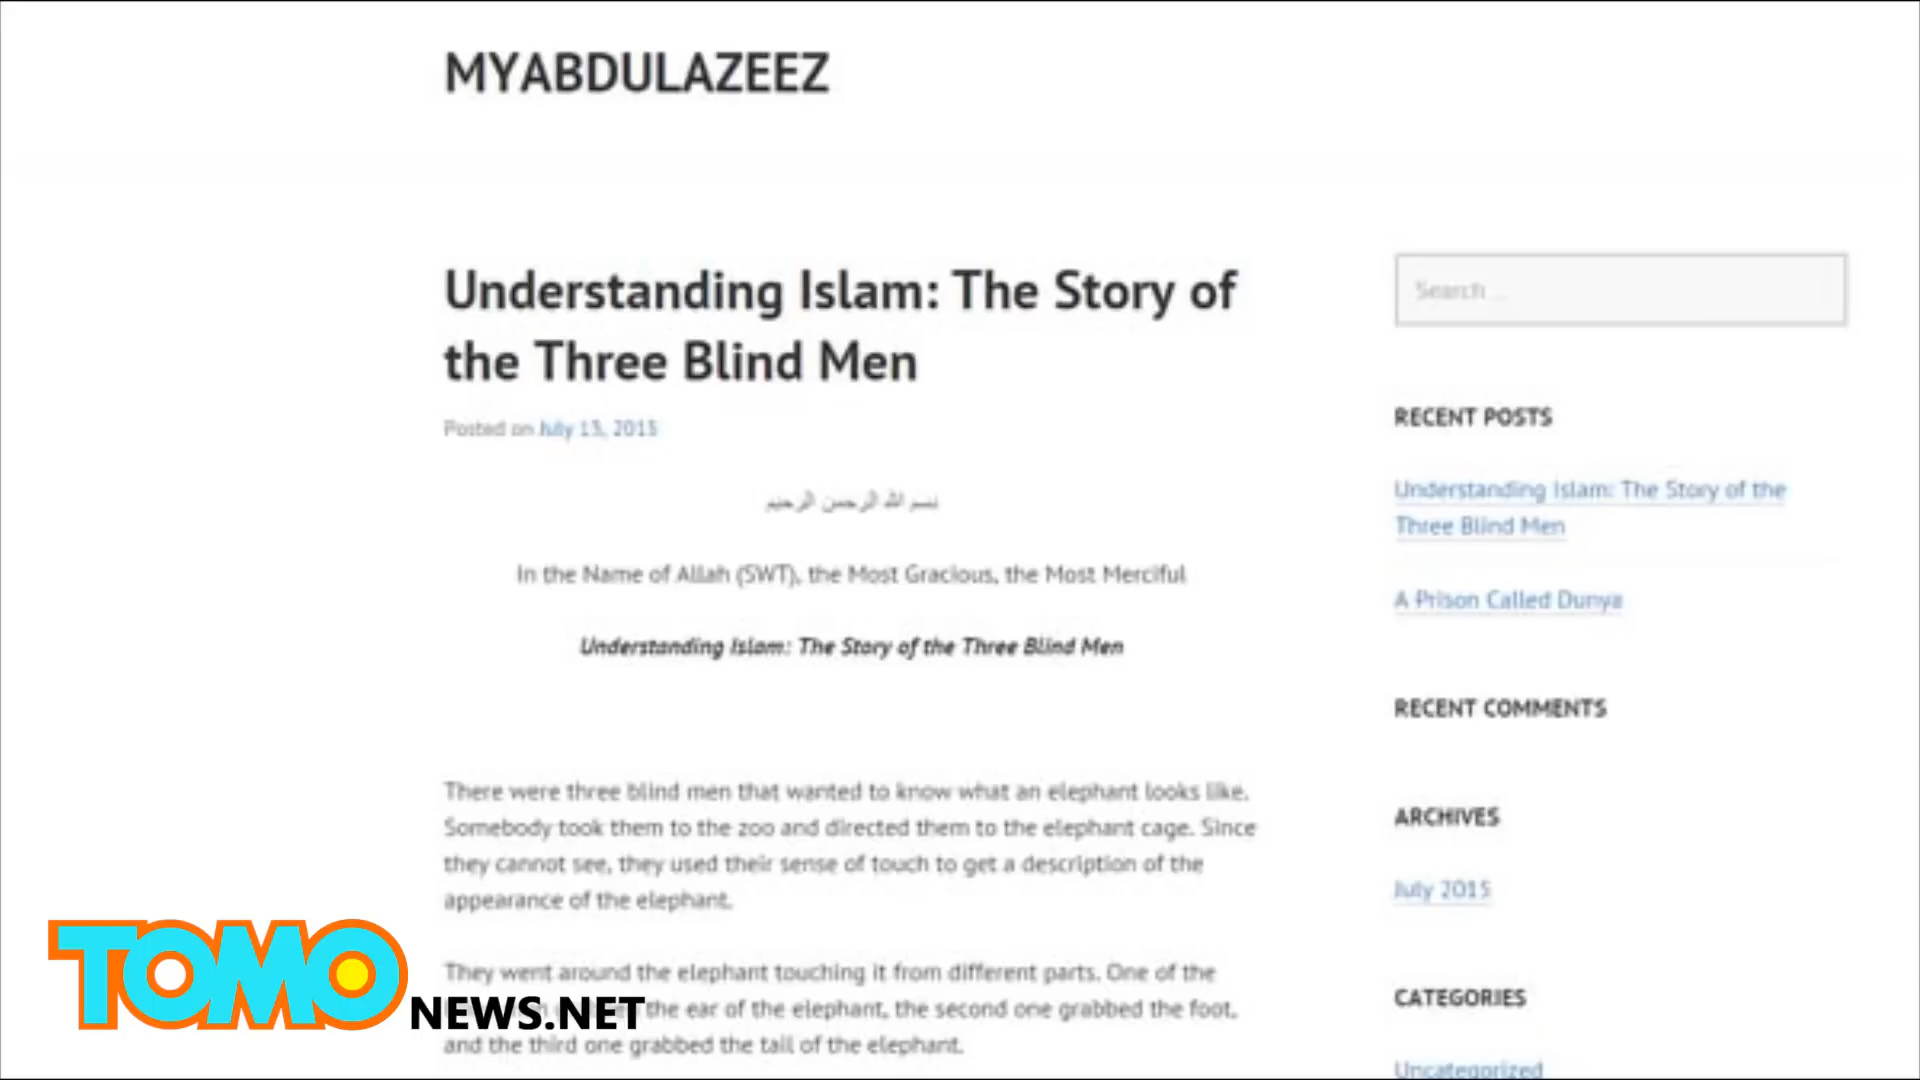 MYABDULAZEEZ
Understanding Islam: The Story of
the Three Blind Men
Posted on July 13, 2015
بسم الله الرحمن الرحيم
In the Name of Allah (SWT), the Most Gracious, the Most Merciful
Understanding Islam: The Story of the Three Blind Men
There were three blind men that wanted to know what an elephant looks like.
Somebody took them to the zoo and directed them to the elephant cage. Since
they cannot see, they used their sense of touch to get a description of the
appearance of the elephant.
They went around the elephant touching it from different parts. One of the
the ear of the elephant, the second one grabbed the foot,
and the third one grabbed the tail of the elephant.
Search ...
RECENT POSTS
Understanding Islam: The Story of the
Three Blind Men
A Prison Called Dunya
RECENT COMMENTS
ARCHIVES
July 2015
CATEGORIES
Uncategorized
TOMO
NEWS.NET